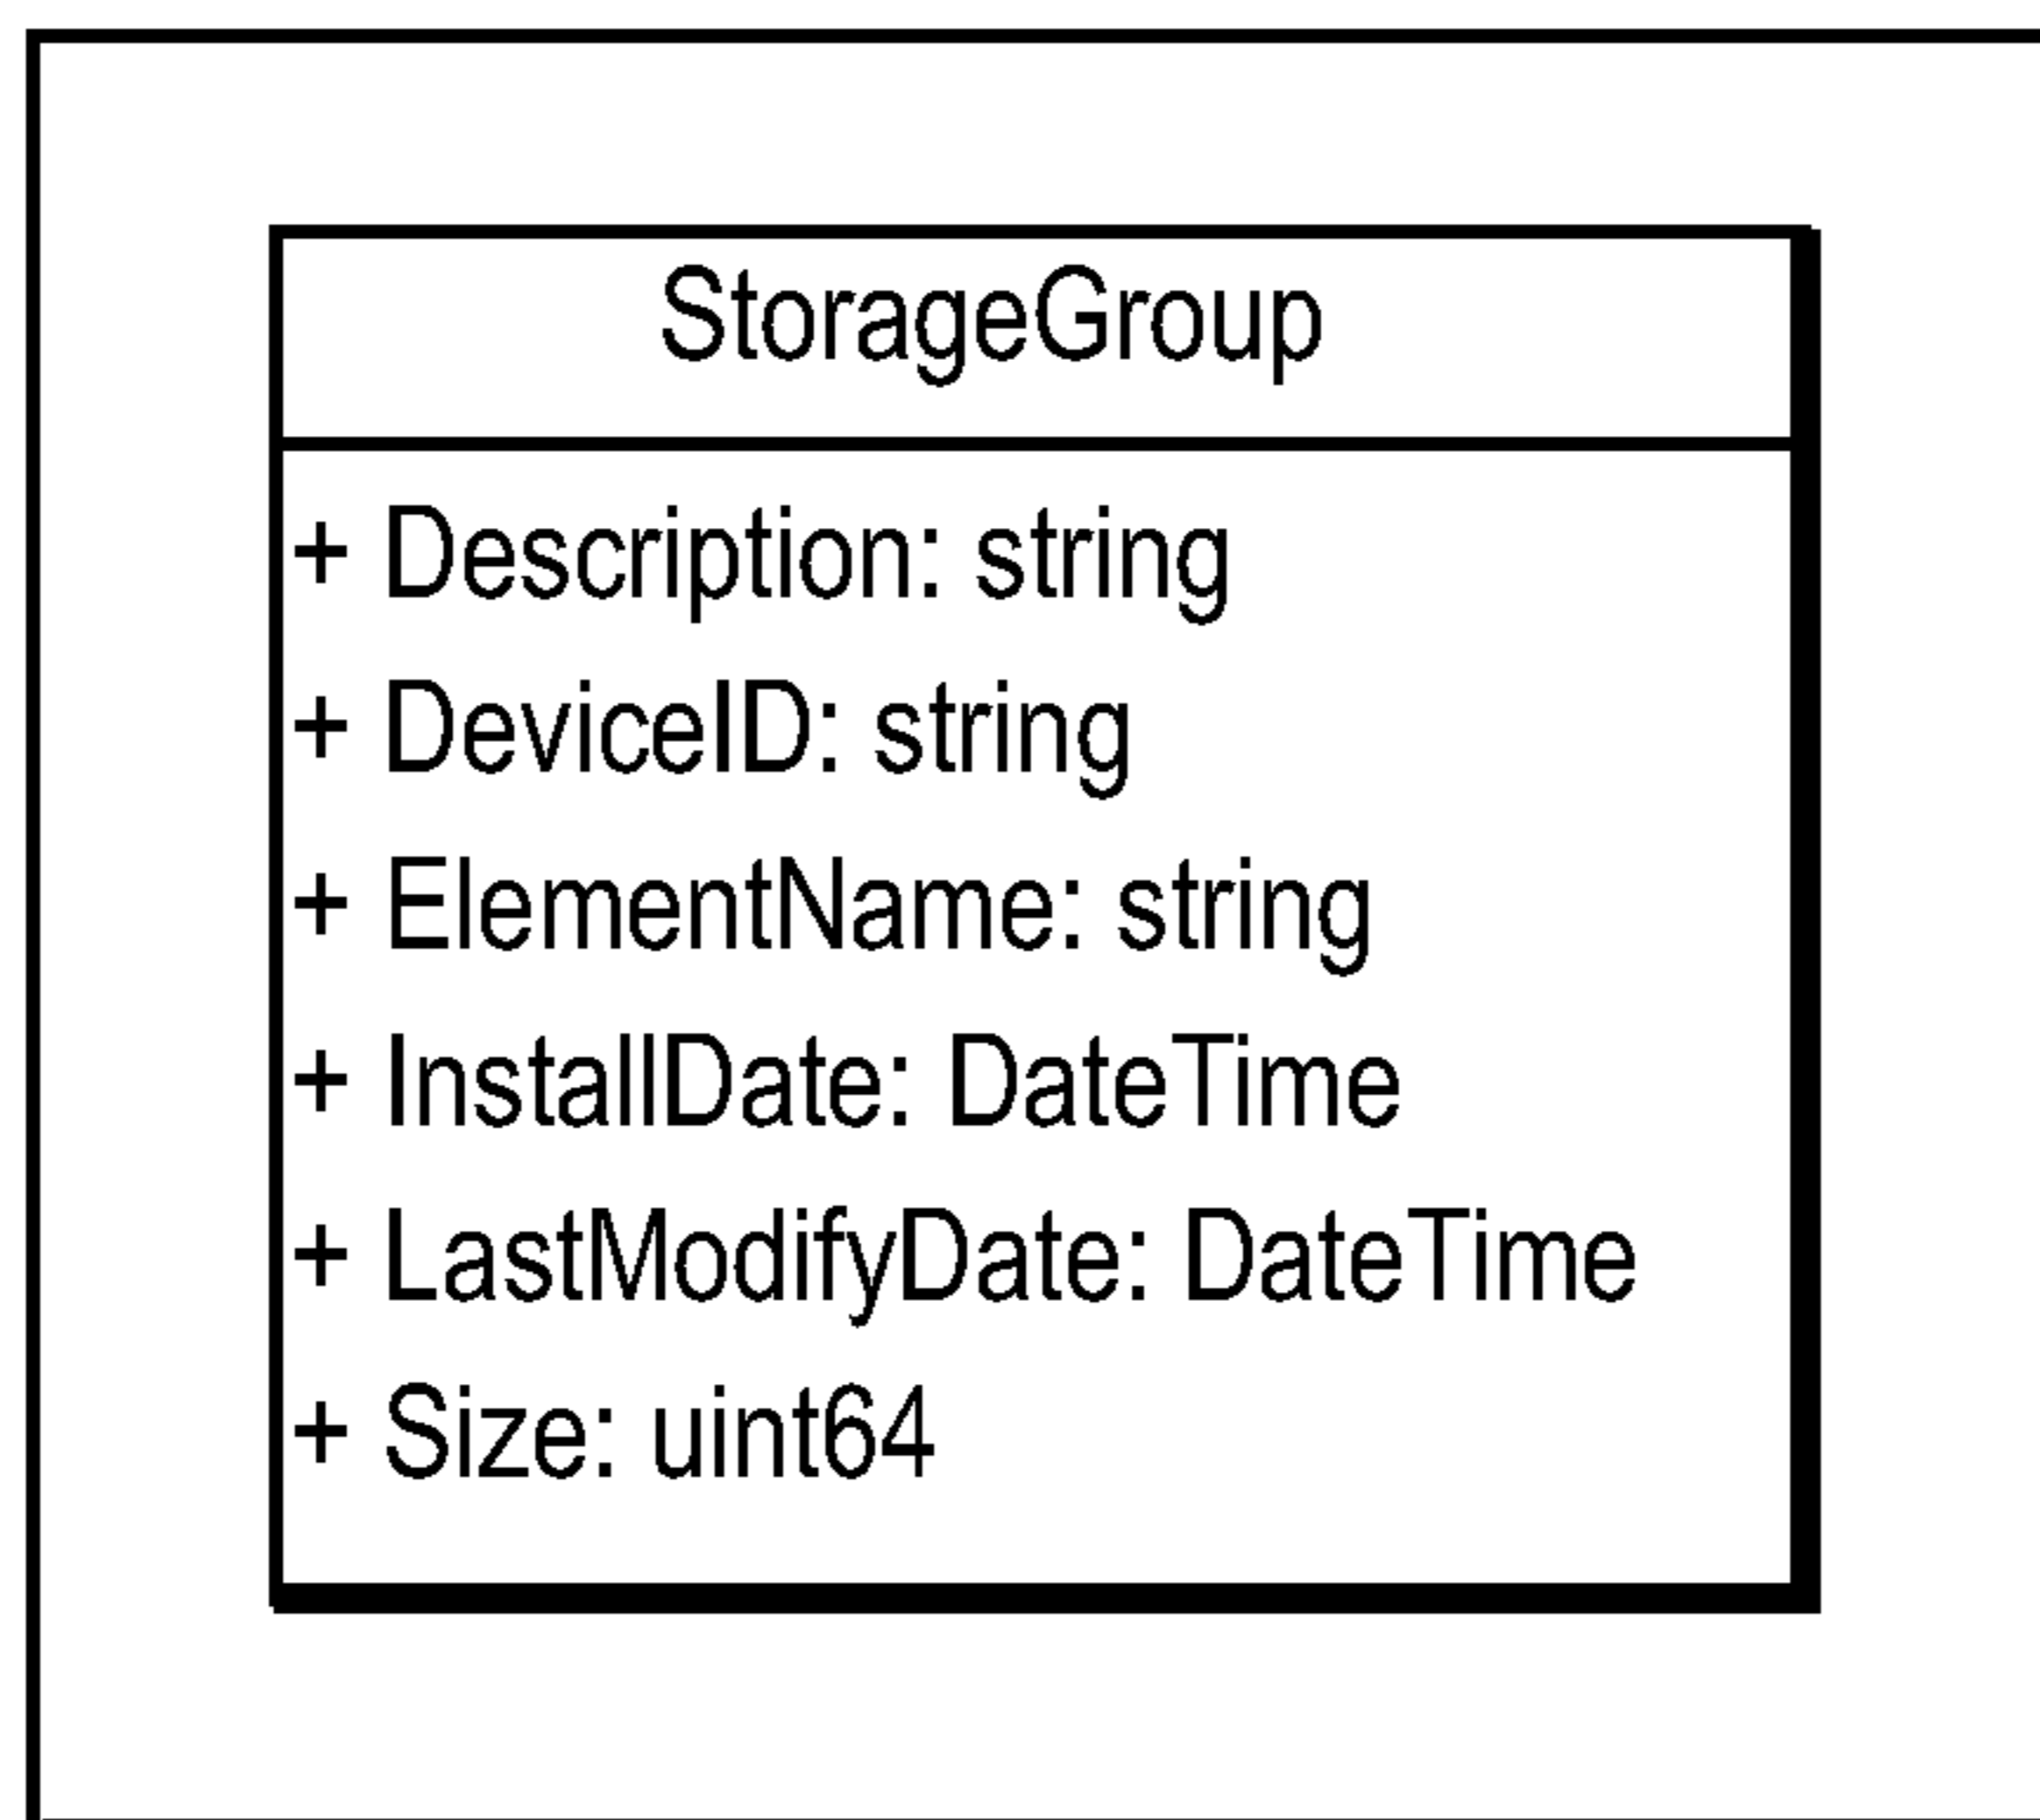 StorageGroup
+ Description: string
+ DeviceID: string
+ ElementName: string
+ InstallDate: DateTime
+ LastModifyDate: DateTime
+ Size: uint64